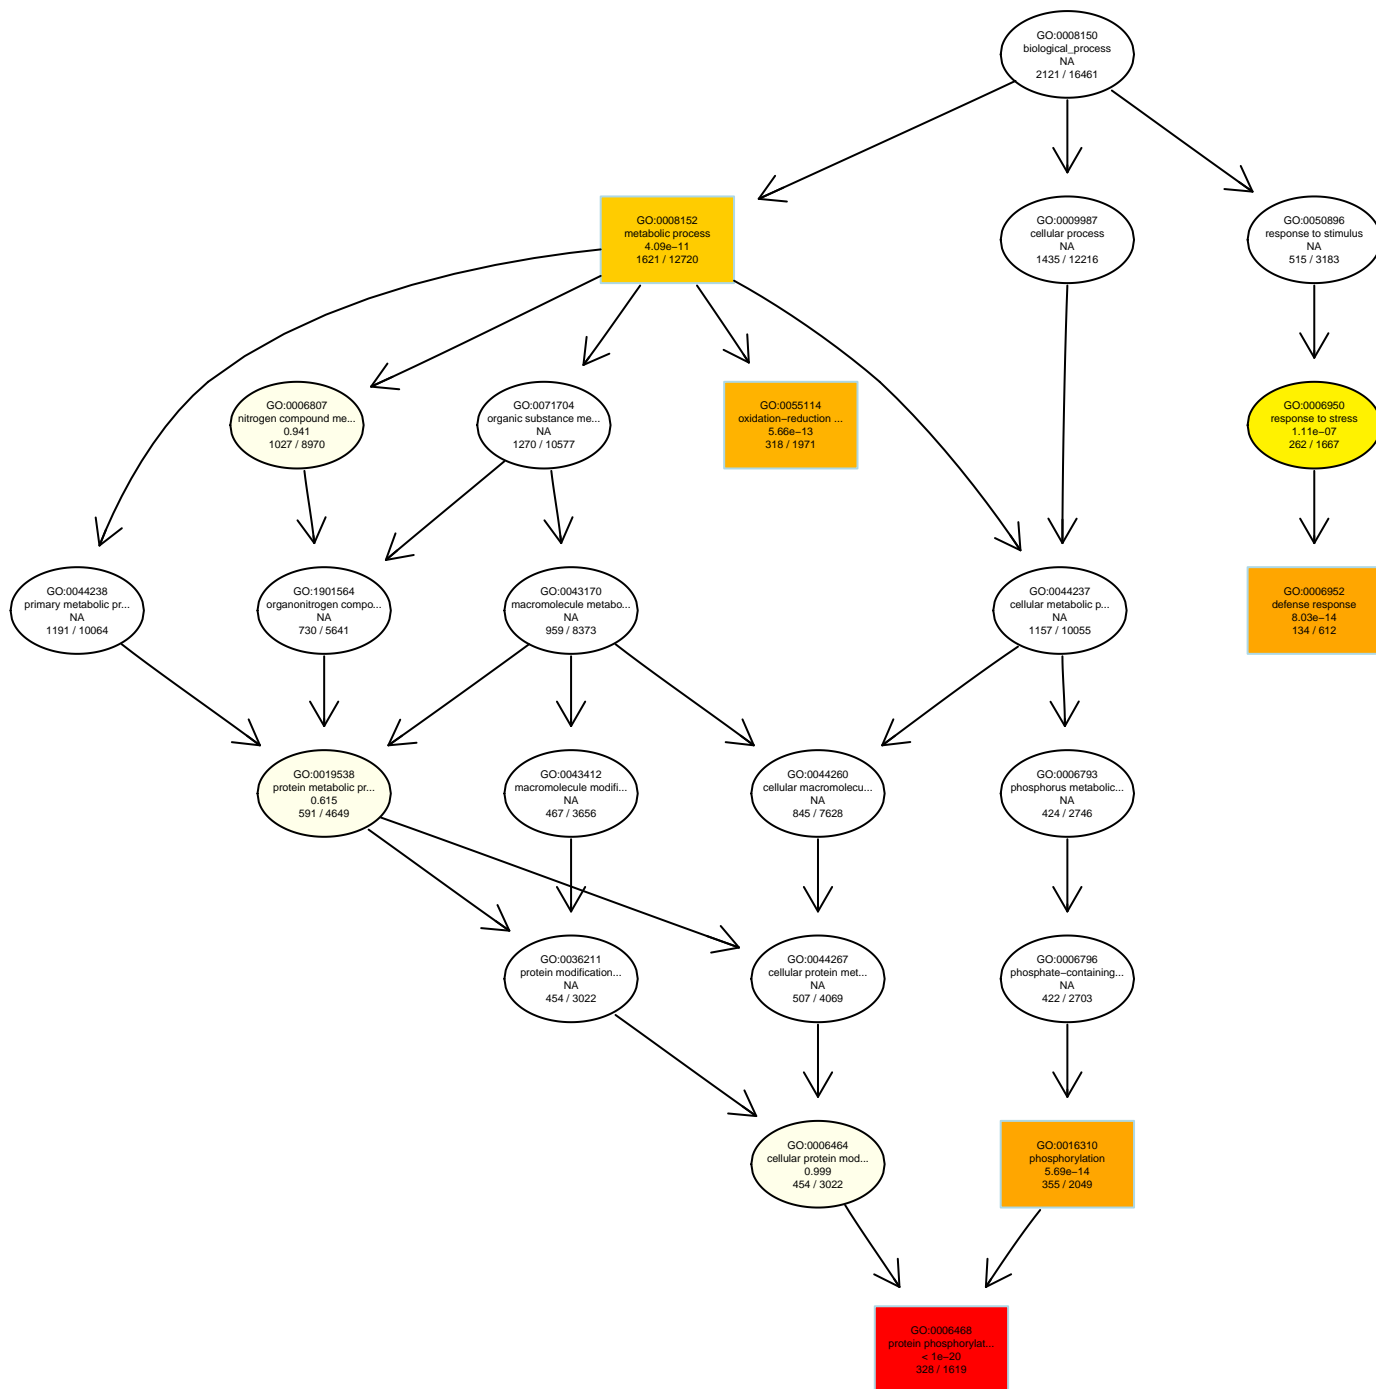 GO:0008150
biological_process
NA
2121 / 16461
GO:0008152
metabolic process
4.09e−11
1621 / 12720
GO:0009987
cellular process
NA
1435 / 12216
GO:0050896
response to stimulus
NA
515 / 3183
GO:0006807
nitrogen compound me...
0.941
1027 / 8970
GO:0071704
organic substance me...
NA
1270 / 10577
GO:0055114
oxidation−reduction ...
5.66e−13
318 / 1971
GO:0006950
response to stress
1.11e−07
262 / 1667
GO:0044238
primary metabolic pr...
NA
1191 / 10064
GO:1901564
organonitrogen compo...
NA
730 / 5641
GO:0043170
macromolecule metabo...
NA
959 / 8373
GO:0044237
cellular metabolic p...
NA
1157 / 10055
GO:0006952
defense response
8.03e−14
134 / 612
GO:0019538
protein metabolic pr...
0.615
591 / 4649
GO:0043412
macromolecule modifi...
NA
467 / 3656
GO:0044260
cellular macromolecu...
NA
845 / 7628
GO:0006793
phosphorus metabolic...
NA
424 / 2746
GO:0036211
protein modification...
NA
454 / 3022
GO:0044267
cellular protein met...
NA
507 / 4069
GO:0006796
phosphate−containing...
NA
422 / 2703
GO:0006464
cellular protein mod...
0.999
454 / 3022
GO:0016310
phosphorylation
5.69e−14
355 / 2049
GO:0006468
protein phosphorylat...
< 1e−20
328 / 1619